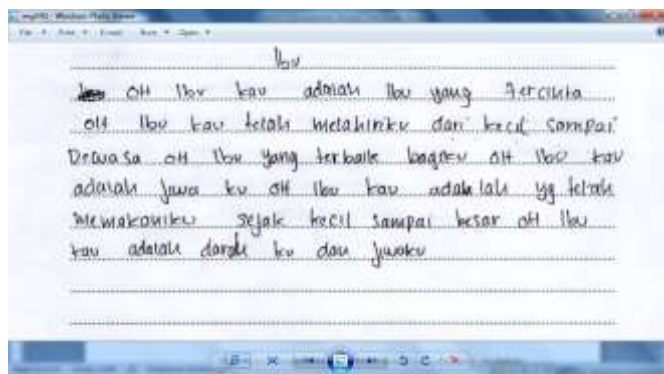 Ibu
OH Ibu kau adalah Ibu yang tercinta
OH Ibu kau telah melahirku dari kecil sampai
Dewasa OH Ibu yang terbaik bagiku OH Ibu kau
adalah jiwa ku OH Ibu kau adalah yg telah
Memakaniku sejak kecil sampai besar OH Ibu
kau adalah darah ku dan jiwaku